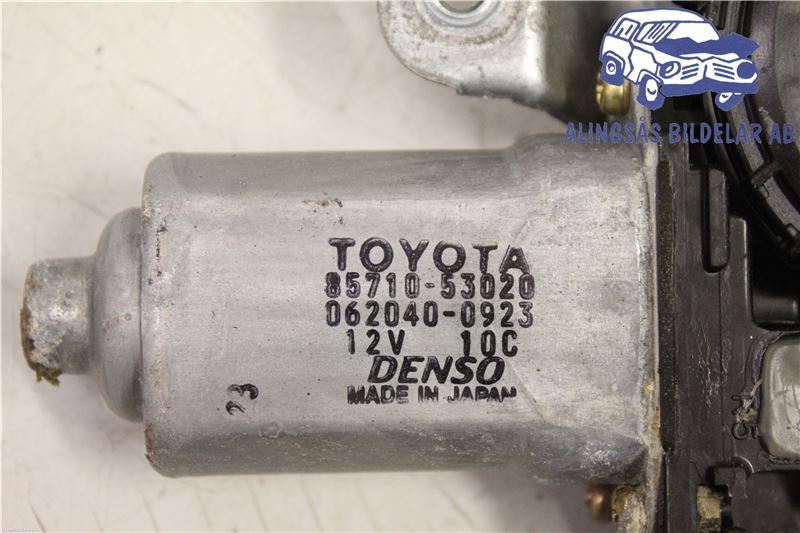 ALINGSÅS BILDELAR AB
TOYOTA
85710-53020
062040-0923
12V 10C
DENSO
MADE IN JAPAN
23